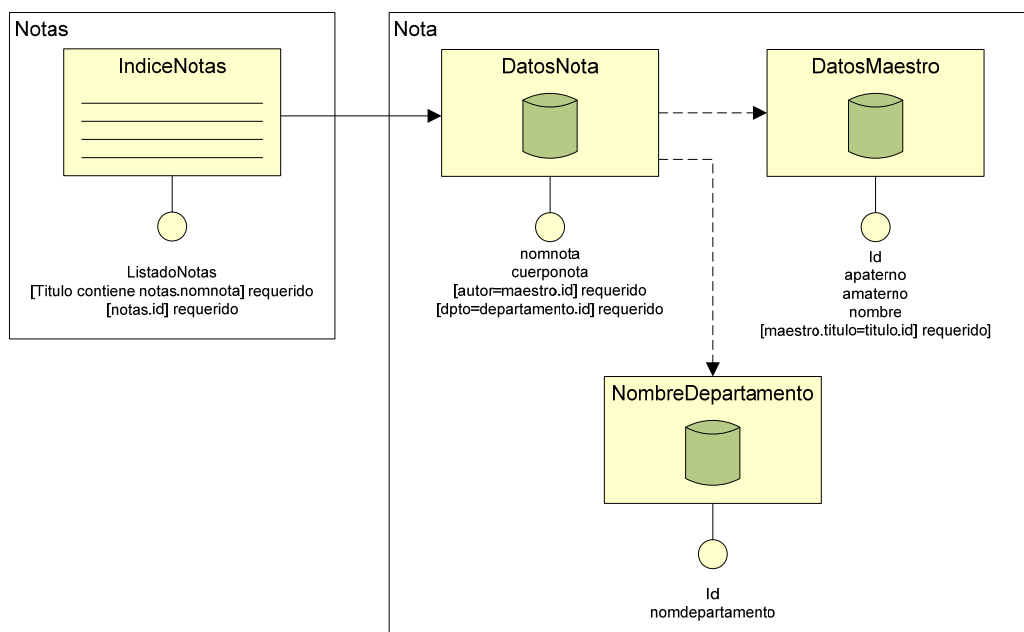 Notas
IndiceNotas
ListadoNotas
[Titulo contiene notas.nomnota] requerido
[notas.id] requerido
Nota
DatosNota
nomnota
cuerponota
[autor=maestro.id] requerido
[dpto=departamento.id] requerido
DatosMaestro
Id
apaterno
amaterno
nombre
[maestro.titulo=titulo.id] requerido]
NombreDepartamento
Id
nomdepartamento